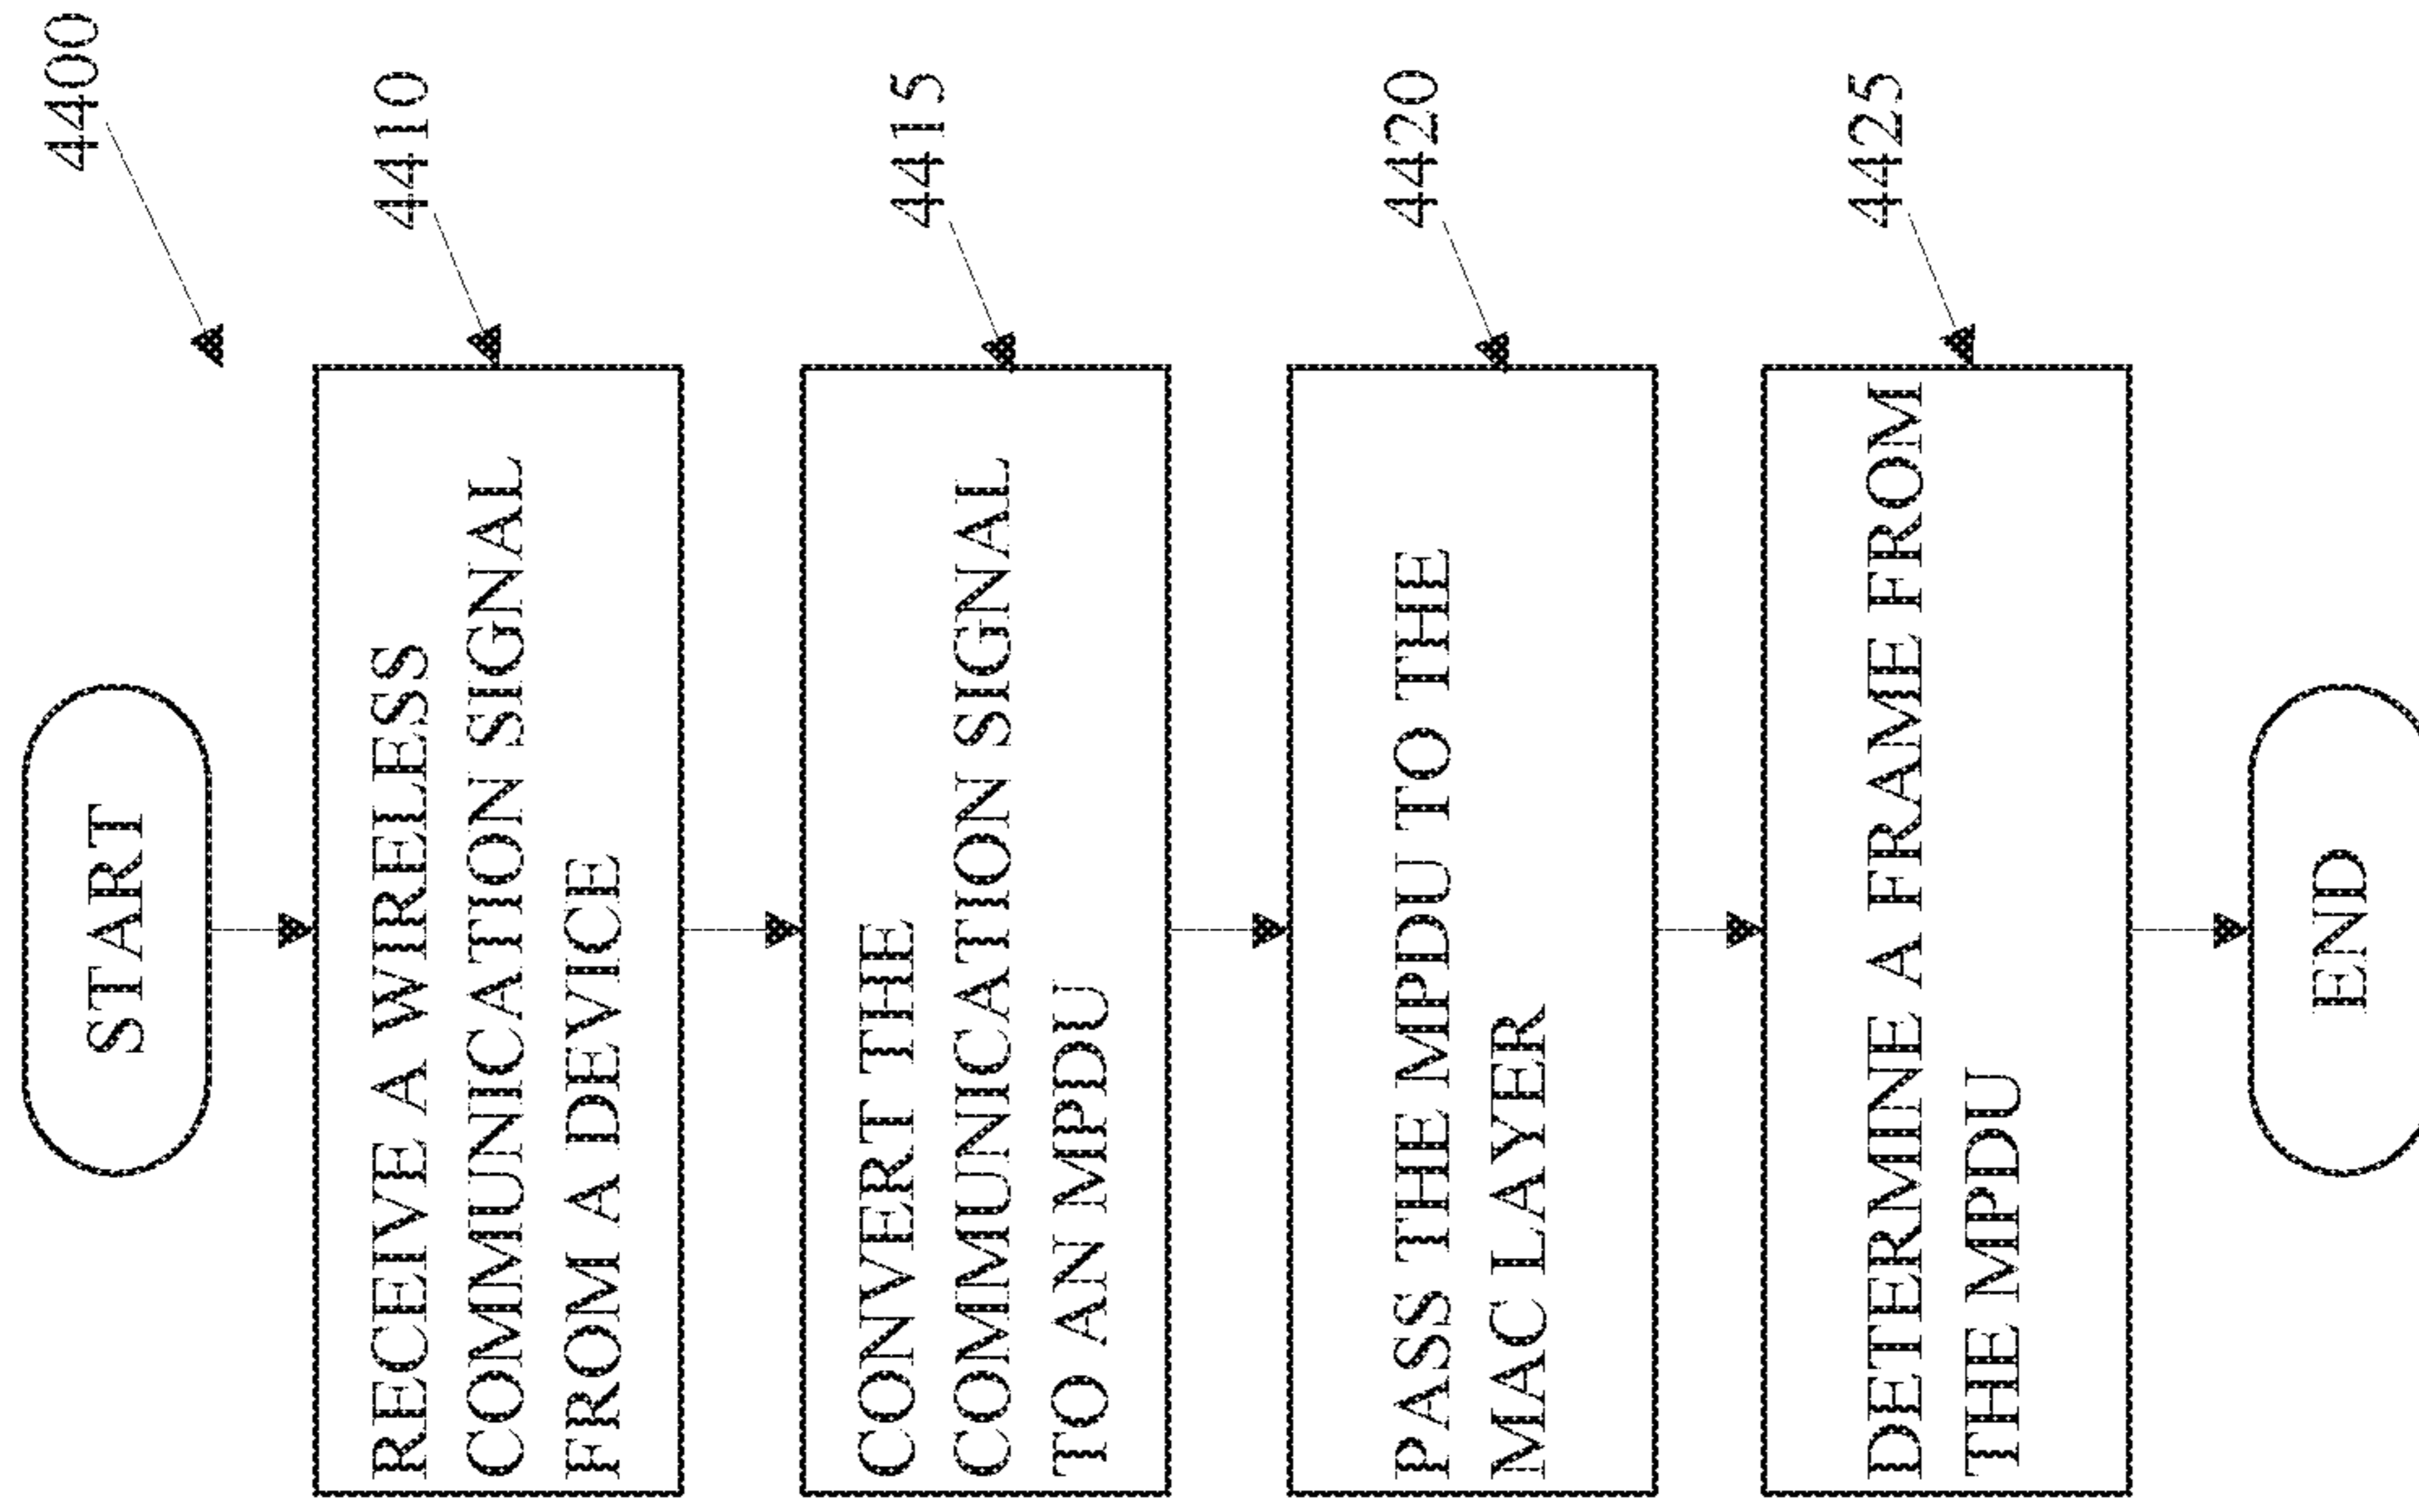 4400
START
4410
RECEIVE A WIRELESS
COMMUNICATION SIGNAL
FROM A DEVICE
4415
CONVERT THE
COMMUNICATION SIGNAL
TO AN MPDU
4420
PASS THE MPDU TO THE
MAC LAYER
4425
DETERMINE A FRAME FROM
THE MPDU
END